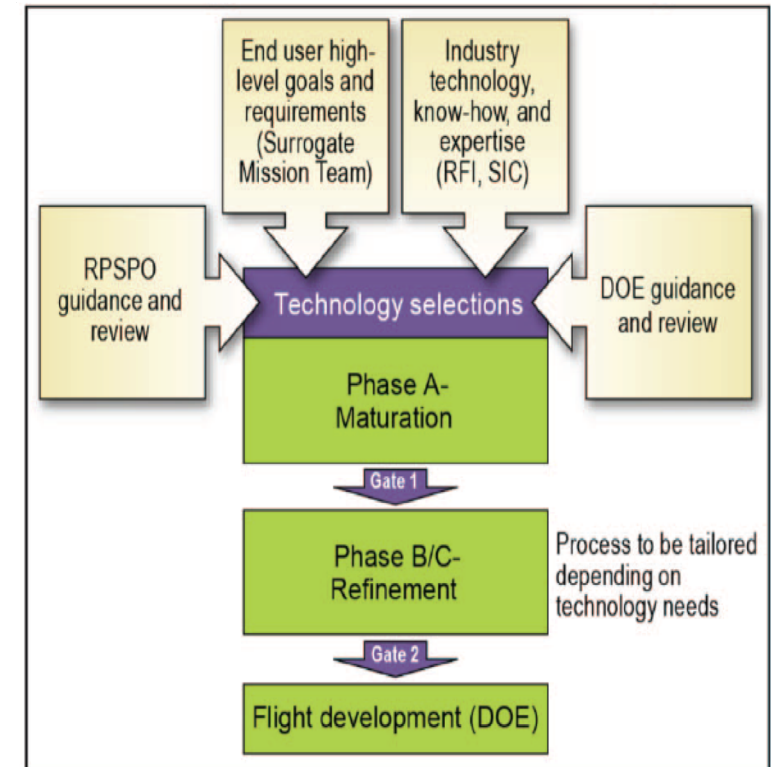 End user high-
level goals and
requirements
(Surrogate
Mission Team)
Industry
technology,
know-how, and
expertise
(RFI, SIC)
RPSPO
guidance and
review
Technology selections
DOE guidance
and review
Phase A-
Maturation
Gate 1
Phase B/C-
Refinement
Process to be tailored
depending on
technology needs
Gate 2
Flight development (DOE)